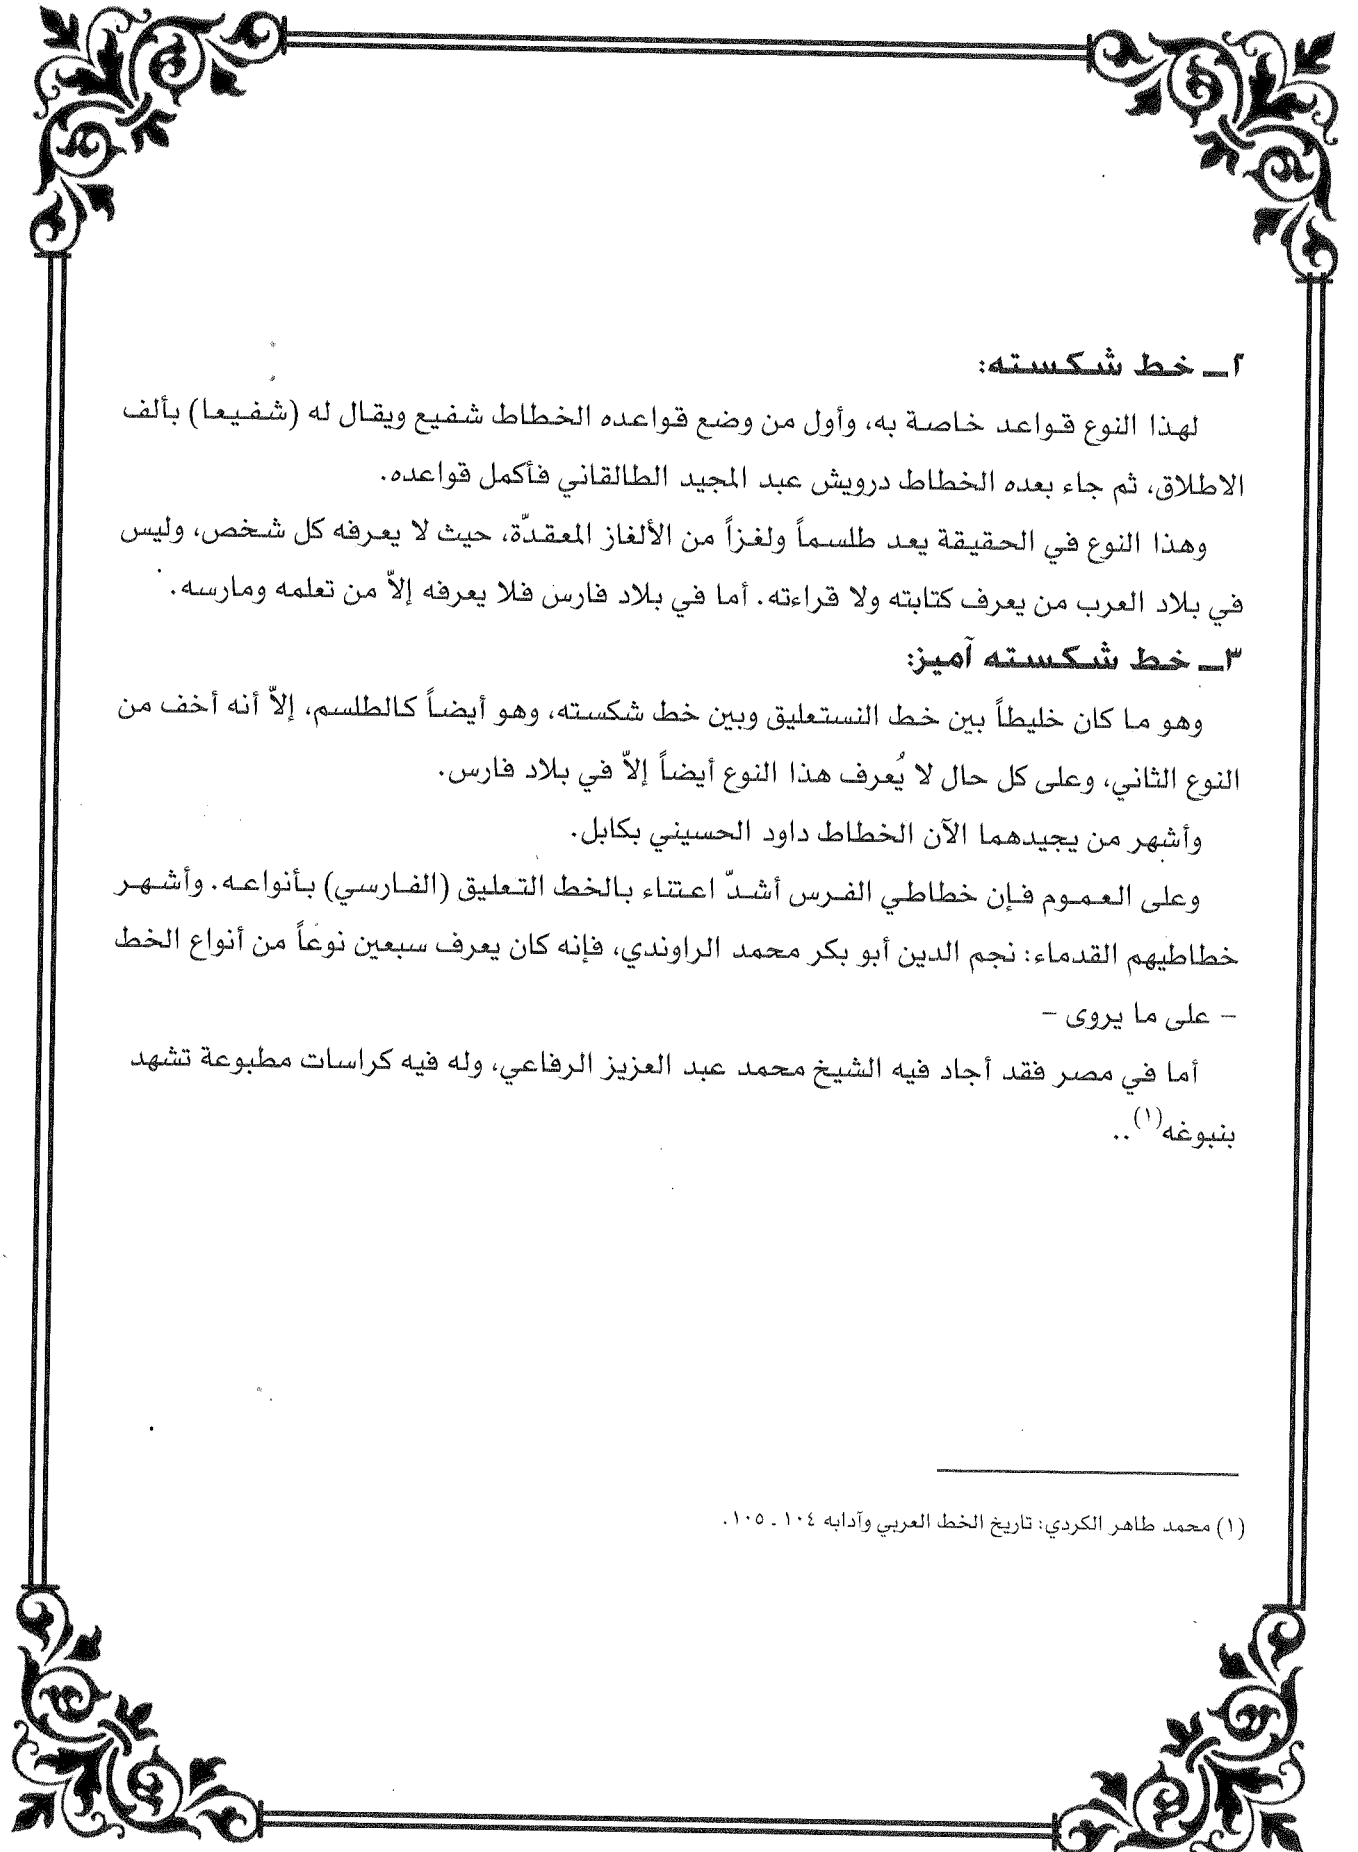 ٢ـ خط شكسته:
لهذا النوع قواعد خاصة به، وأول من وضع قواعده الخطاط شفيع ويقال له (شفيعا) بألف
الاطلاق، ثم جاء بعده الخطاط درويش عبد المجيد الطالقاني فأكمل قواعده.
وهذا النوع في الحقيقة يعد طلسماً ولغزاً من الألغاز المعقدّة، حيث لا يعرفه كل شخص، وليس
في بلاد العرب من يعرف كتابته ولا قراءته. أما في بلاد فارس فلا يعرفه إلاّ من تعلمه ومارسه.
٣ـ خط شكسته آميز:
وهو ما كان خليطاً بين خط النستعليق وبين خط شكسته، وهو أيضاً كالطلسم، إلاّ أنه أخف من
النوع الثاني، وعلى كل حال لا يُعرف هذا النوع أيضاً إلاّ في بلاد فارس.
وأشهر من يجيدهما الآن الخطاط داود الحسيني بكابل.
وعلى العموم فإن خطاطي الفرس أشدّ اعتناء بالخط التعليق (الفارسي) بأنواعه. وأشهر
خطاطيهم القدماء: نجم الدين أبو بكر محمد الراوندي، فإنه كان يعرف سبعين نوعاً من أنواع الخط
– على ما يروى –
أما في مصر فقد أجاد فيه الشيخ محمد عبد العزيز الرفاعي، وله فيه كراسات مطبوعة تشهد
بنبوغه(١)..
(١) محمد طاهر الكردي: تاريخ الخط العربي وآدابه ١٠٤ ـ ١٠٥.